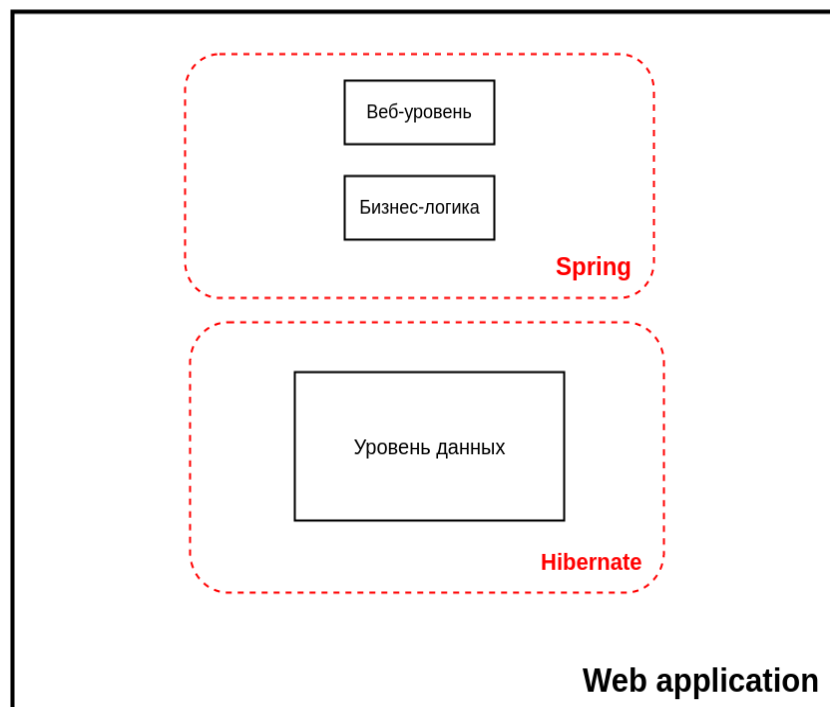 Веб-уровень
Бизнес-логика
Spring
Уровень данных
Hibernate
Web application